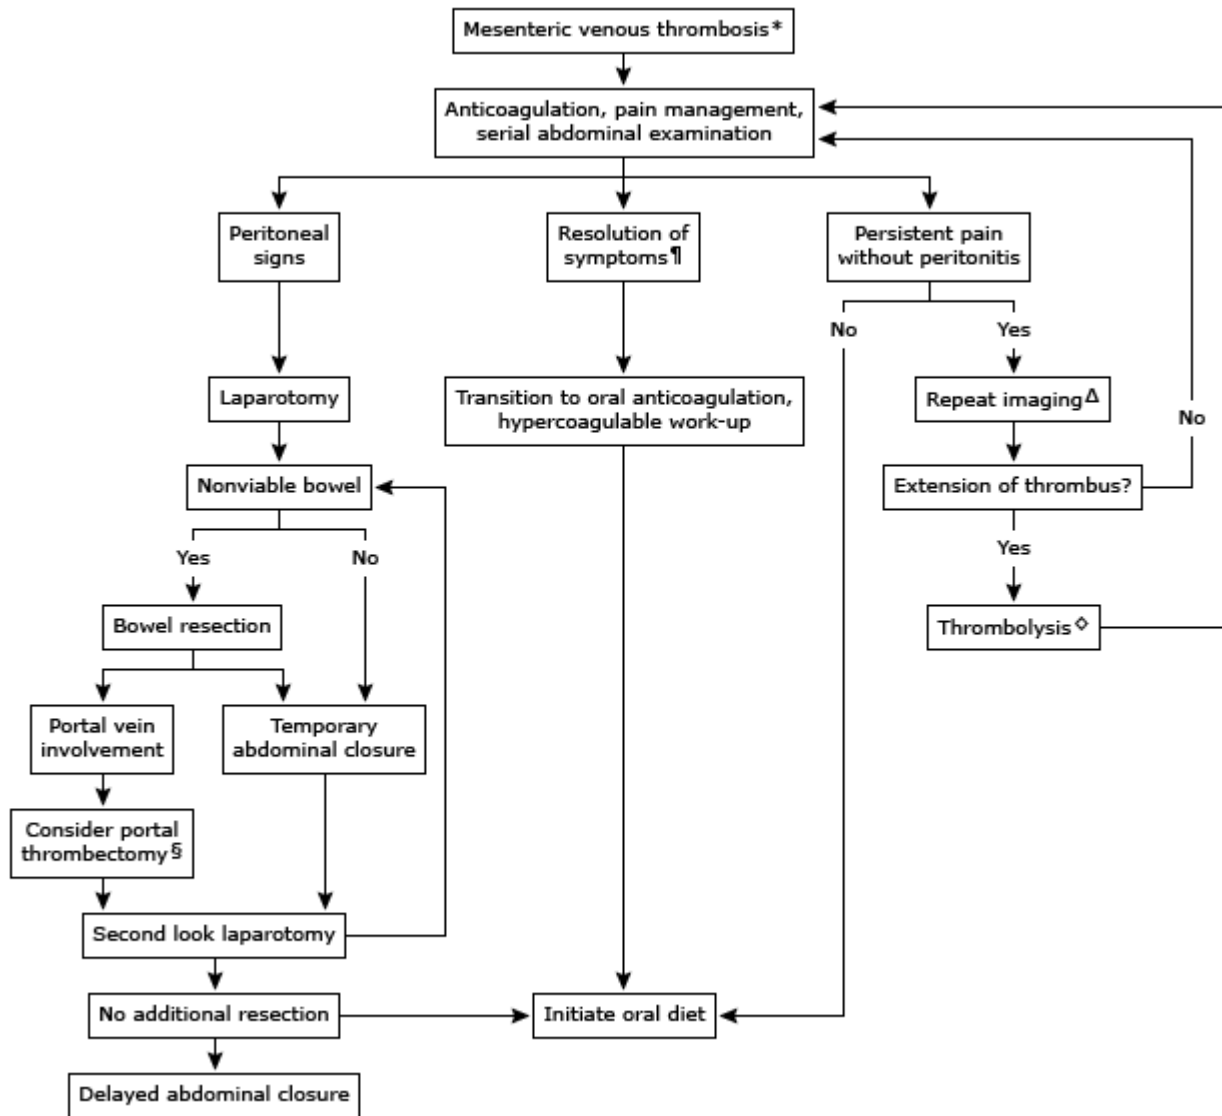 Mesenteric venous thrombosis*
Anticoagulation, pain management,
serial abdominal examination
Peritoneal
signs
Resolution of
symptoms¶
Persistent pain
without peritonitis
No
Yes
Laparotomy
Transition to oral anticoagulation,
hypercoagulable work-up
Repeat imagingΔ
No
Nonviable bowel
Extension of thrombus?
Yes
No
Yes
Bowel resection
Thrombolysis◇
Portal vein
involvement
Temporary
abdominal closure
Consider portal
thrombectomy§
Second look laparotomy
No additional resection
Initiate oral diet
Delayed abdominal closure